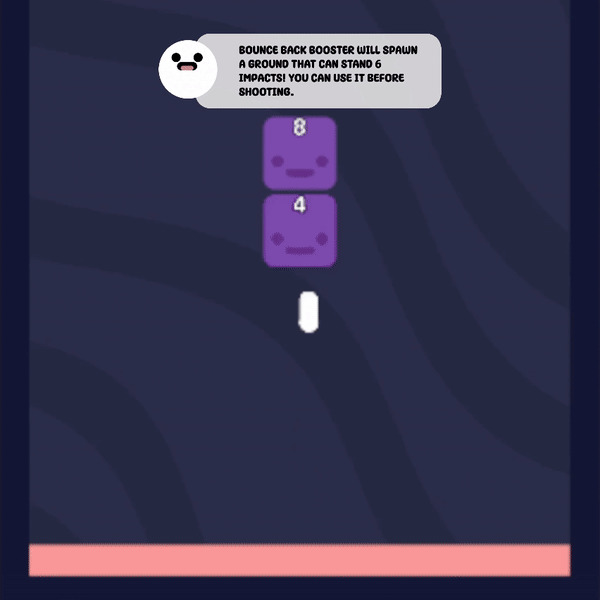 BOUNCE BACK BOOSTER WILL SPAWN
A GROUND THAT CAN STAND 6
IMPACTS! YOU CAN USE IT BEFORE
SHOOTING.
8
4